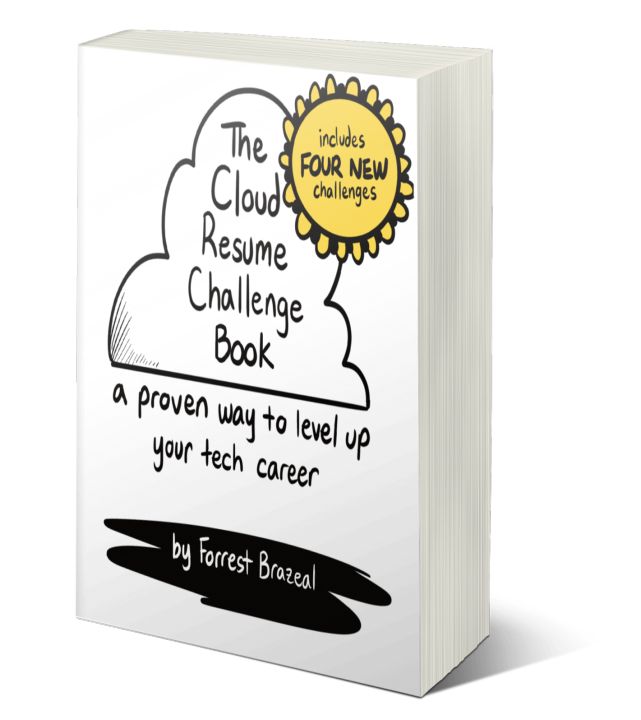 The
Cloud
Resume
Challenge
Book
includes
FOUR NEW
challenges
a proven way to level up
your tech career
by Forrest Brazeal